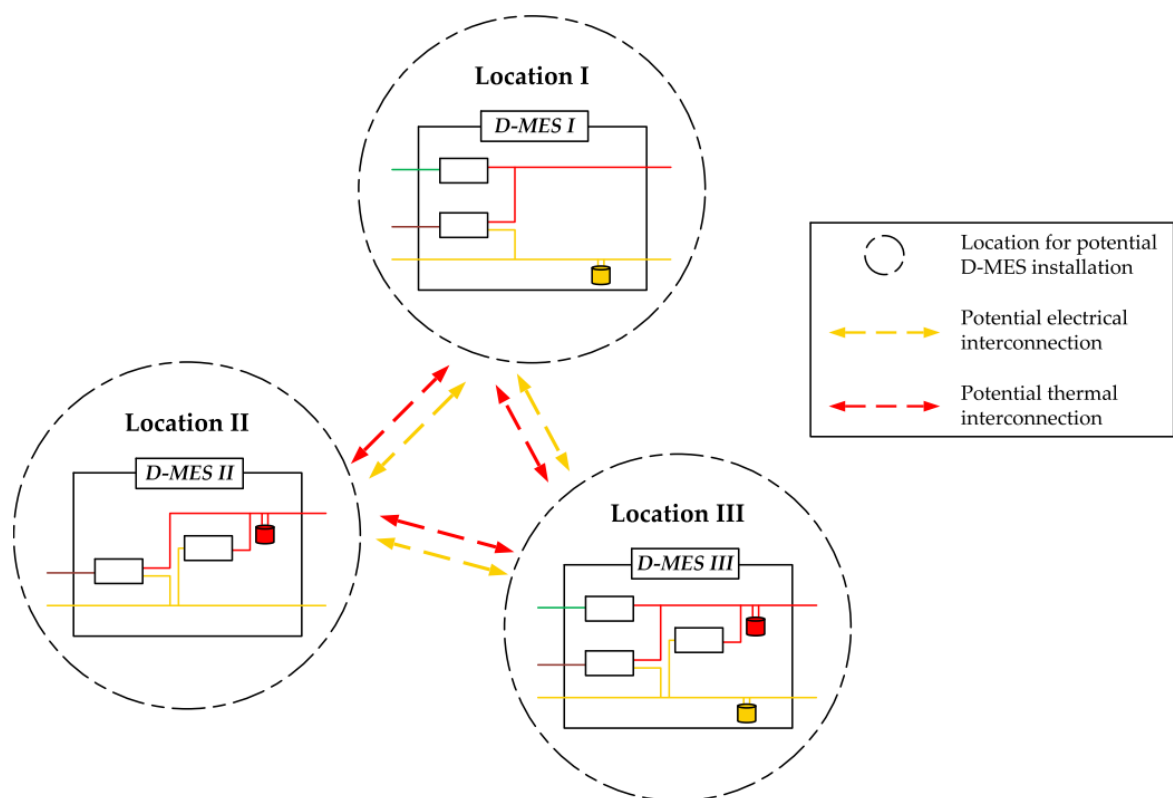 Location I
D-MES I
Location for potential
D-MES installation
Potential electrical
interconnection
Potential thermal
interconnection
Location II
D-MES II
Location III
D-MES III